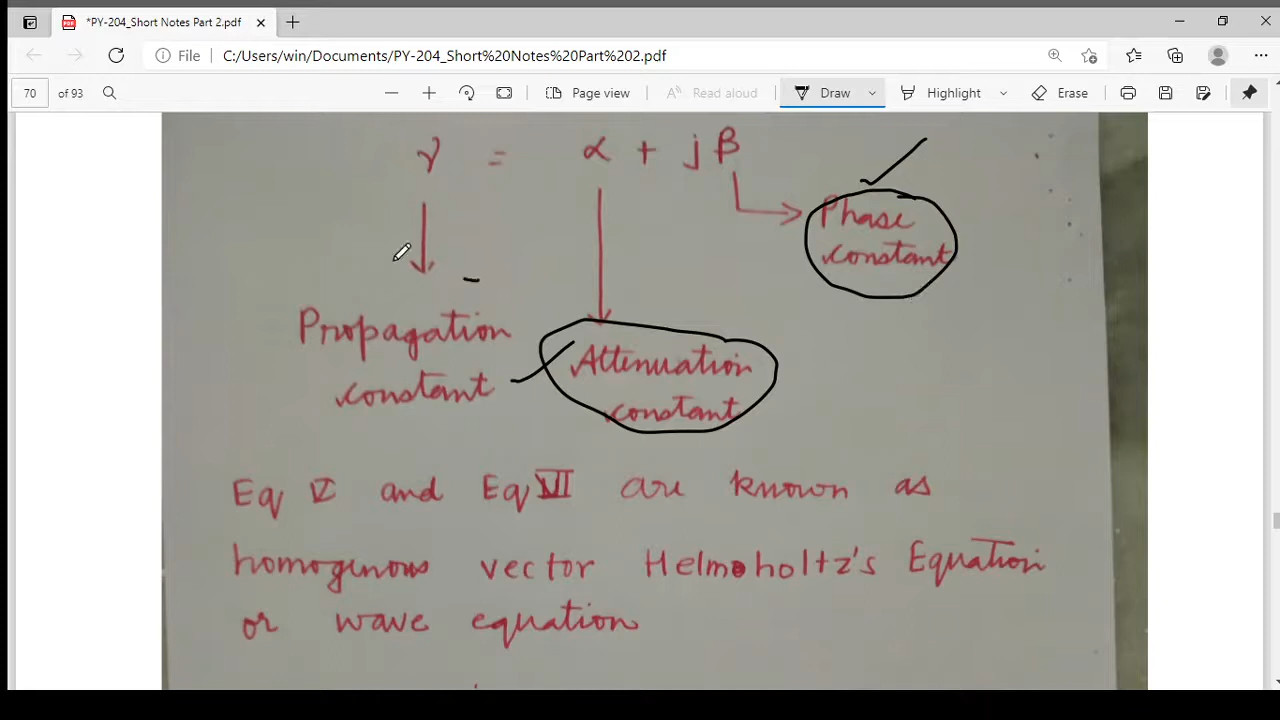 *PY-204_Short Notes Part 2.pdf
File C:/Users/win/Documents/PY-204_Short%20Notes%20Part%202.pdf
70 of 93 Page view Read aloud Draw Highlight Erase
γ = α + jβ
Phase
constant
Propagation
constant
Attenuation
constant
Eq V and Eq VII are known as
homogenous vector Helmholtz's Equation
or wave equation